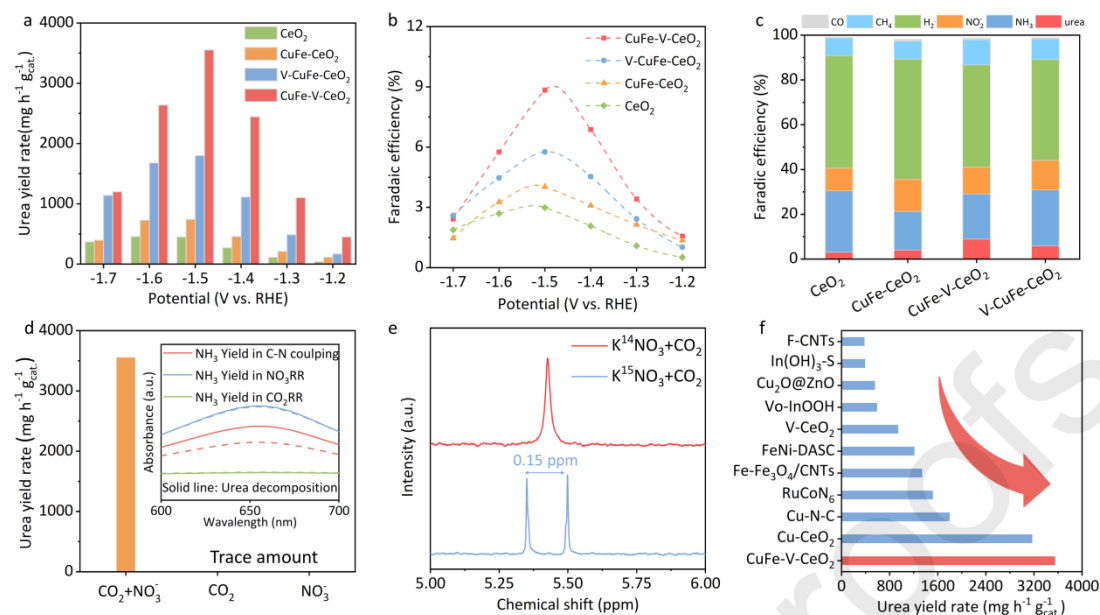 a
Urea yield rate(mg h⁻¹ g⁻¹cat.)
4000
3000
2000
1000
0
CeO₂
CuFe-CeO₂
V-CuFe-CeO₂
CuFe-V-CeO₂
-1.7 -1.6 -1.5 -1.4 -1.3 -1.2
Potential (V vs. RHE)
b
Faradaic efficiency (%)
12
9
6
3
0
CuFe-V-CeO₂
V-CuFe-CeO₂
CuFe-CeO₂
CeO₂
-1.7 -1.6 -1.5 -1.4 -1.3 -1.2
Potential (V vs. RHE)
c
CO CH₄ H₂ NO₂⁻ NH₃ urea
Faradic efficiency (%)
100
80
60
40
20
0
CeO₂
CuFe-CeO₂
CuFe-V-CeO₂
V-CuFe-CeO₂
d
Urea yield rate (mg h⁻¹ g⁻¹cat.)
4000
3000
2000
1000
0
NH₃ Yield in C-N coulping
NH₃ Yield in NO₃RR
NH₃ Yield in CO₂RR
Absorbance (a.u.)
Solid line: Urea decomposition
600 650 700
Wavelength (nm)
Trace amount
CO₂+NO₃⁻ CO₂ NO₃⁻
e
Intensity (a.u.)
K¹⁴NO₃+CO₂
K¹⁵NO₃+CO₂
0.15 ppm
5.00 5.25 5.50 5.75 6.00
Chemical shift (ppm)
f
F-CNTs
In(OH)₃-S
Cu₂O@ZnO
Vo-InOOH
V-CeO₂
FeNi-DASC
Fe-Fe₃O₄/CNTs
RuCoN₆
Cu-N-C
Cu-CeO₂
CuFe-V-CeO₂
0 800 1600 2400 3200 4000
Urea yield rate (mg h⁻¹ g⁻¹cat.)
roofs